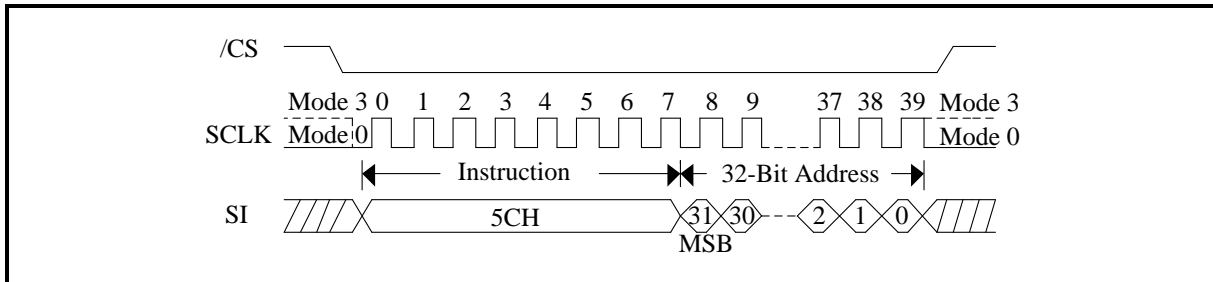 /CS
Mode 3 0 1 2 3 4 5 6 7 8 9 37 38 39 Mode 3
SCLK Mode 0 Mode 0
Instruction 32-Bit Address
SI 5CH 31 30 2 1 0
MSB